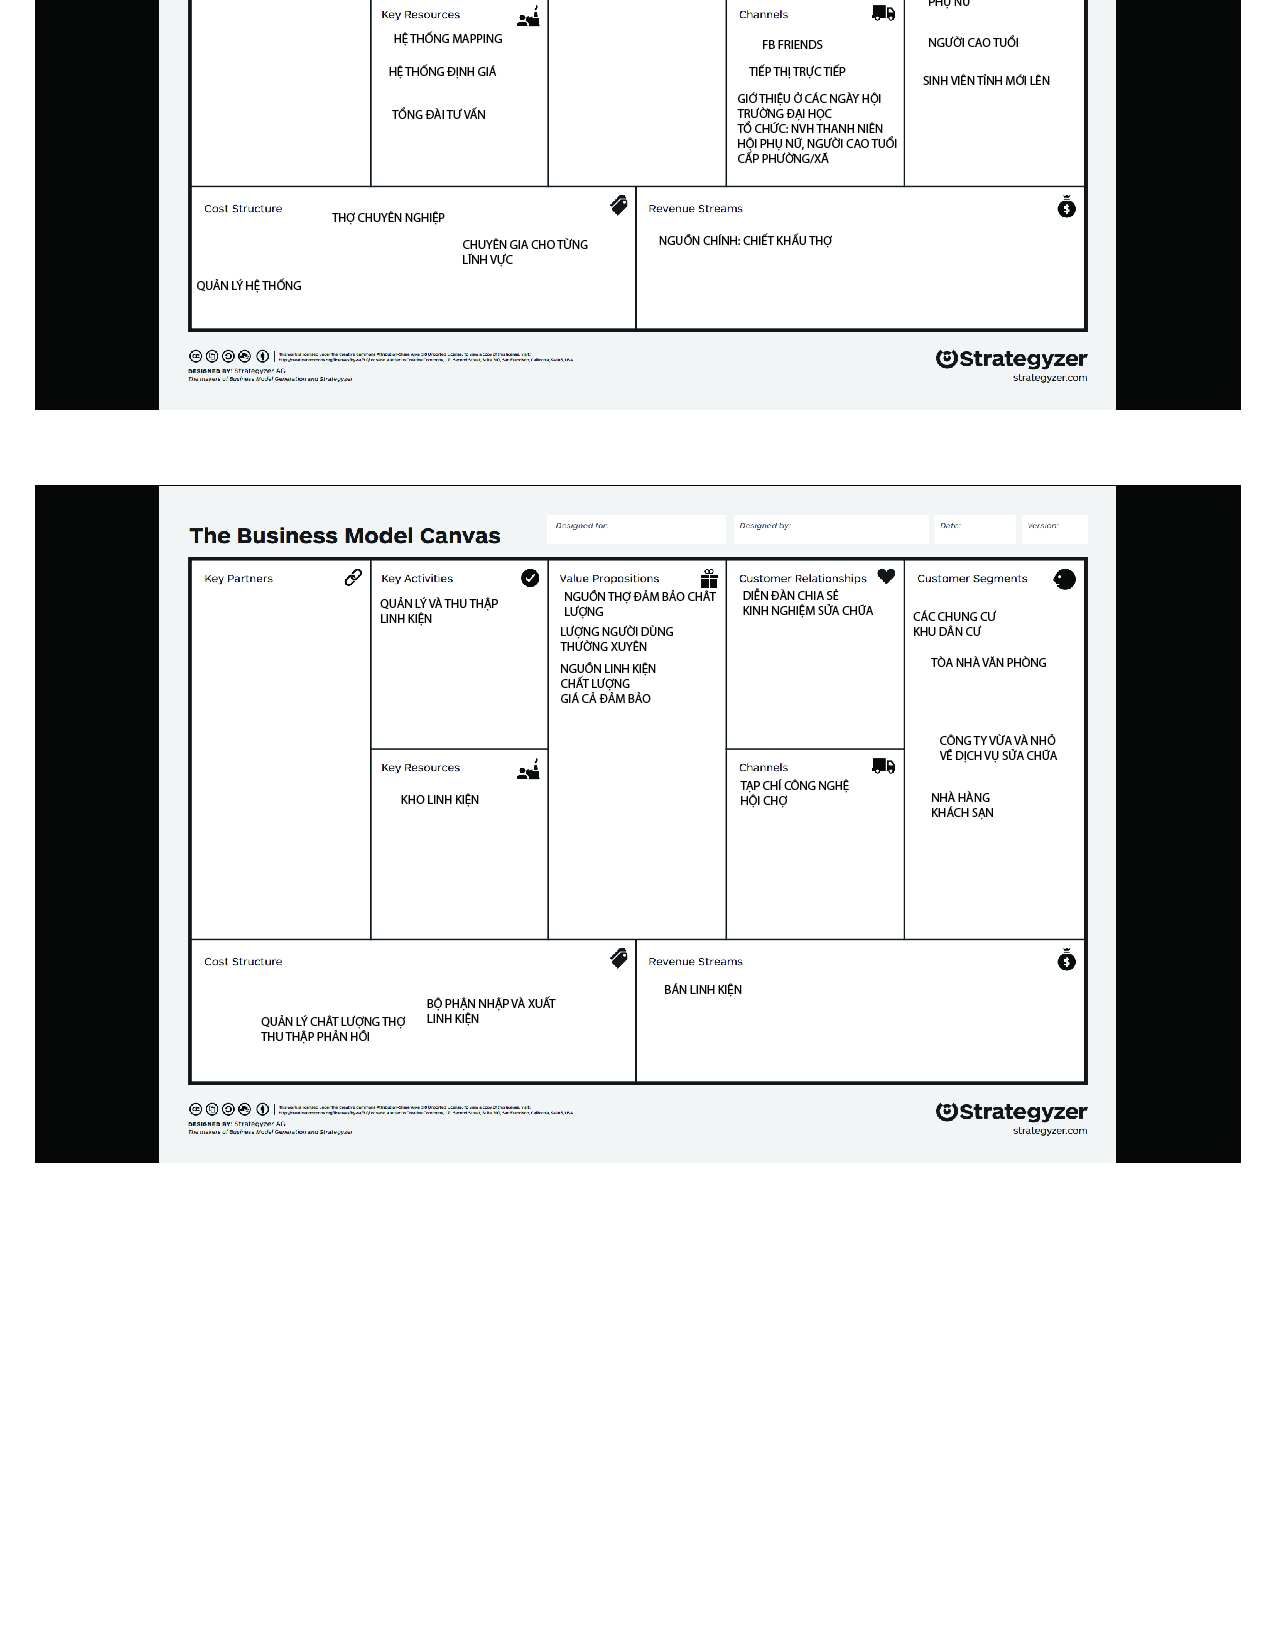 PHỤ NỮ
Key Resources
HỆ THỐNG MAPPING
HỆ THỐNG ĐỊNH GIÁ
TỔNG ĐÀI TƯ VẤN
Channels
FB FRIENDS
TIẾP THỊ TRỰC TIẾP
GIỚ THIỆU Ở CÁC NGÀY HỘI
TRƯỜNG ĐẠI HỌC
TỔ CHỨC: NVH THANH NIÊN
HỘI PHỤ NỮ, NGƯỜI CAO TUỔI
CẤP PHƯỜNG/XÃ
NGƯỜI CAO TUỔI
SINH VIÊN TỈNH MỚI LÊN
Cost Structure
THỢ CHUYÊN NGHIỆP
CHUYÊN GIA CHO TỪNG
LĨNH VỰC
QUẢN LÝ HỆ THỐNG
Revenue Streams
NGUỒN CHÍNH: CHIẾT KHẤU THỢ
DESIGNED BY: Strategyzer AG
The makers of Business Model Generation and Strategyzer
Strategyzer
strategyzer.com
The Business Model Canvas
Designed for:
Designed by:
Date:
Version:
Key Partners
Key Activities
QUẢN LÝ VÀ THU THẬP
LINH KIỆN
Value Propositions
NGUỒN THỢ ĐẢM BẢO CHẤT
LƯỢNG
LƯỢNG NGƯỜI DÙNG
THƯỜNG XUYÊN
NGUỒN LINH KIỆN
CHẤT LƯỢNG
GIÁ CẢ ĐẢM BẢO
Customer Relationships
DIỄN ĐÀN CHIA SẺ
KINH NGHIỆM SỬA CHỮA
Customer Segments
CÁC CHUNG CƯ
KHU DÂN CƯ
TÒA NHÀ VĂN PHÒNG
CÔNG TY VỪA VÀ NHỎ
VỀ DỊCH VỤ SỬA CHỮA
NHÀ HÀNG
KHÁCH SẠN
Key Resources
KHO LINH KIỆN
Channels
TẠP CHÍ CÔNG NGHỆ
HỘI CHỢ
Cost Structure
BỘ PHẬN NHẬP VÀ XUẤT
LINH KIỆN
QUẢN LÝ CHẤT LƯỢNG THỢ
THU THẬP PHẢN HỒI
Revenue Streams
BÁN LINH KIỆN
DESIGNED BY: Strategyzer AG
The makers of Business Model Generation and Strategyzer
Strategyzer
strategyzer.com